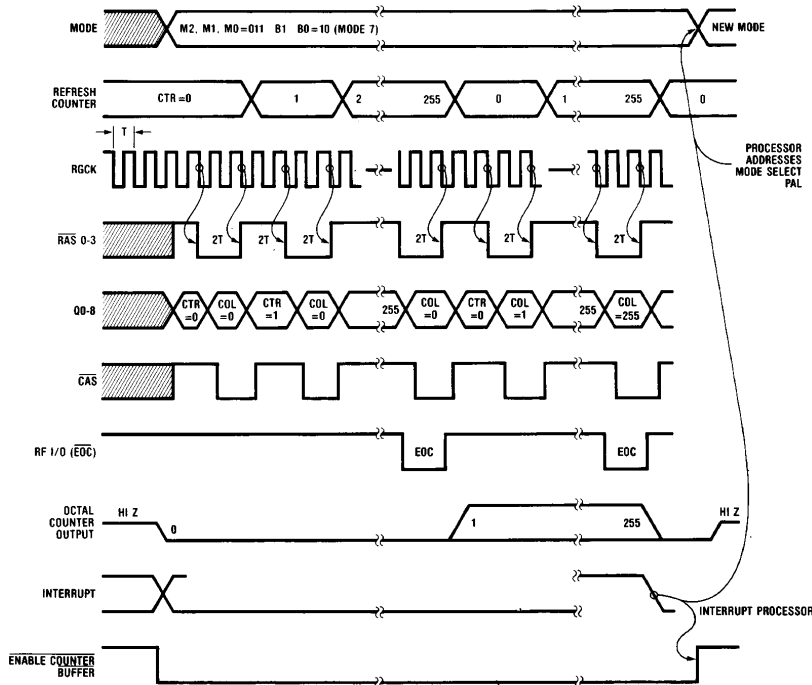 MODE
M2, M1, M0=011 B1 B0=10 (MODE 7)
NEW MODE
REFRESH
COUNTER
CTR=0
1
2
255
0
1
255
0
T
RGCK
PROCESSOR
ADDRESSES
MODE SELECT
PAL
RAS 0-3
2T
2T
2T
2T
2T
2T
2T
2T
Q0-8
CTR
=0
COL
=0
CTR
=1
COL
=0
255
COL
=0
CTR
=0
COL
=1
255
COL
=255
CAS
RF I/O (EOC)
EOC
EOC
OCTAL
COUNTER
OUTPUT
HI Z
0
1
255
HI Z
INTERRUPT
INTERRUPT PROCESSOR
ENABLE COUNTER
BUFFER